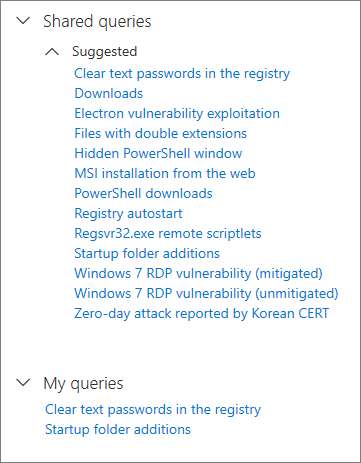 Shared queries
Suggested
Clear text passwords in the registry
Downloads
Electron vulnerability exploitation
Files with double extensions
Hidden PowerShell window
MSI installation from the web
PowerShell downloads
Registry autostart
Regsvr32.exe remote scriptlets
Startup folder additions
Windows 7 RDP vulnerability (mitigated)
Windows 7 RDP vulnerability (unmitigated)
Zero-day attack reported by Korean CERT
My queries
Clear text passwords in the registry
Startup folder additions